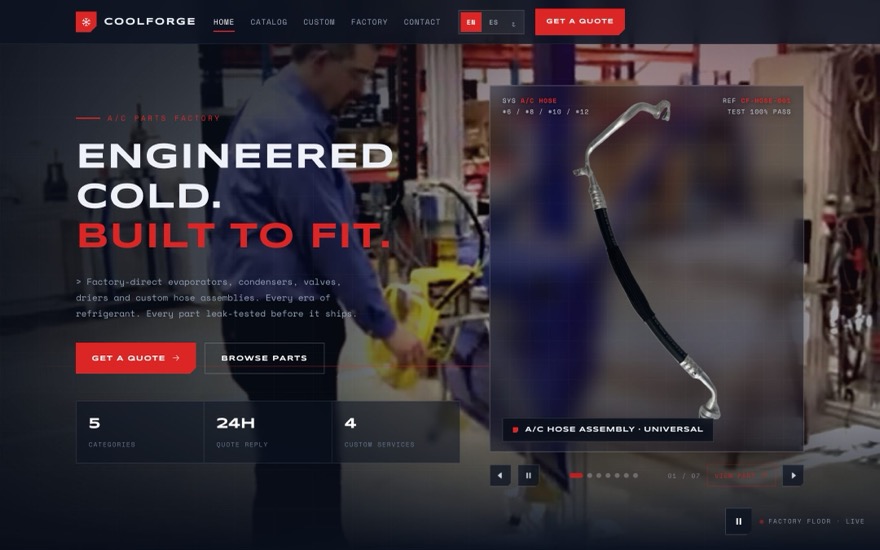 COOLFORGE
HOME
CATALOG
CUSTOM
FACTORY
CONTACT
EN
ES
GET A QUOTE
A/C PARTS FACTORY
ENGINEERED
COLD.
BUILT TO FIT.
> Factory-direct evaporators, condensers, valves,
driers and custom hose assemblies. Every era of
refrigerant. Every part leak-tested before it ships.
GET A QUOTE →
BROWSE PARTS
5
CATEGORIES
24H
QUOTE REPLY
4
CUSTOM SERVICES
SYS A/C HOSE
*6 / *8 / *10 / *12
REF
TEST 100% PASS
A/C HOSE ASSEMBLY · UNIVERSAL
01 / 07
FACTORY FLOOR · LIVE